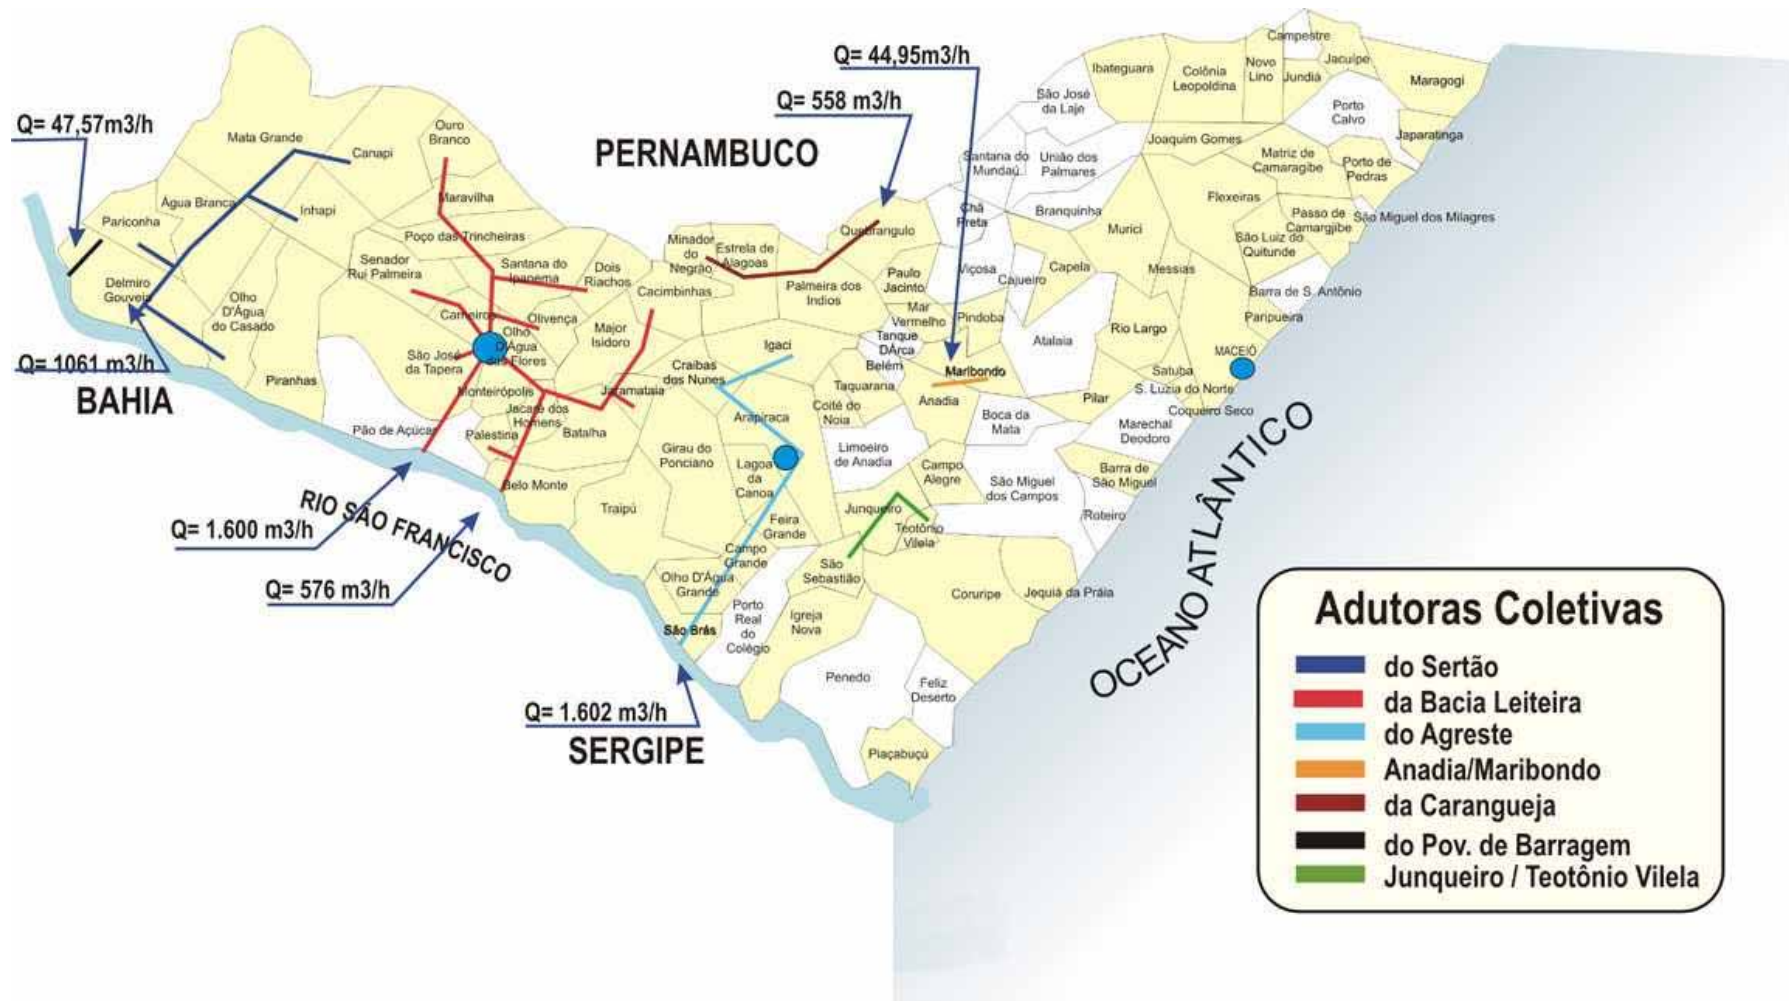 Q= 44,95m3/h
Q= 558 m3/h
Q= 47,57m3/h
PERNAMBUCO
Campestre
Ibateguara
Colônia
Leopoldina
Novo
Lino
Jundiá
Jacuípe
Maragogi
São José
da Laje
Porto
Calvo
Japaratinga
Mata Grande
Canapi
Ouro
Branco
Joaquim Gomes
Matriz de
Camaragibe
Porto de
Pedras
Santana do
Mundaú
União dos
Palmares
Água Branca
Inhapi
Maravilha
Flexeiras
Pariconha
Chã
Preta
Branquinha
Murici
Passo de
Camargibe
São Miguel dos Milagres
Poço das Trincheiras
Quebrangulo
São Luiz do
Quitunde
Senador
Rui Palmeira
Santana do
Ipanema
Dois
Riachos
Minador
do
Negrão
Estrela de
Alagoas
Paulo
Jacinto
Viçosa
Cajueiro
Capela
Messias
Delmiro
Gouveia
Olho
D'Água
do Casado
Cacimbinhas
Palmeira dos
Indios
Barra de S. Antônio
Mar
Vermelho
Pindoba
Paripueira
Carneiros
Olivença
Olho
D'Água
das Flores
Major
Isidoro
Tanque
DÀrca
Belém
Atalaia
Rio Largo
Q= 1061 m3/h
BAHIA
São José
da Tapera
Igaci
MACEIÓ
Piranhas
Craibas
dos Nunes
Maribondo
Satuba
Monteirópolis
Jaramataia
Taquarana
Anadia
S. Luzia do Norte
Pilar
Coqueiro Seco
Jacaré dos
Homens
Arapiraca
Coité do
Noia
Boca da
Mata
Marechal
Deodoro
Pão de Açúcar
Palestina
Batalha
Girau do
Ponciano
Limoeiro
de Anadia
Lagoa
da
Canoa
Campo
Alegre
Barra de
São Miguel
São Miguel
dos Campos
Belo Monte
RIO SÃO FRANCISCO
Traipú
Junqueiro
Roteiro
OCEANO ATLÂNTICO
Q= 1.600 m3/h
Feira
Grande
Teotônio
Vilela
Campo
Grande
Q= 576 m3/h
Olho D'Água
Grande
São
Sebastião
Coruripe
Jequiá da Práia
Porto
Real
do
Colégio
Igreja
Nova
São Brás
Penedo
Feliz
Deserto
Q= 1.602 m3/h
SERGIPE
Piaçabuçú
Adutoras Coletivas
do Sertão
da Bacia Leiteira
do Agreste
Anadia/Maribondo
da Carangueja
do Pov. de Barragem
Junqueiro / Teotônio Vilela